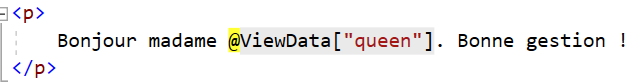 <p>
Bonjour madame @ViewData["queen"]. Bonne gestion !
</p>